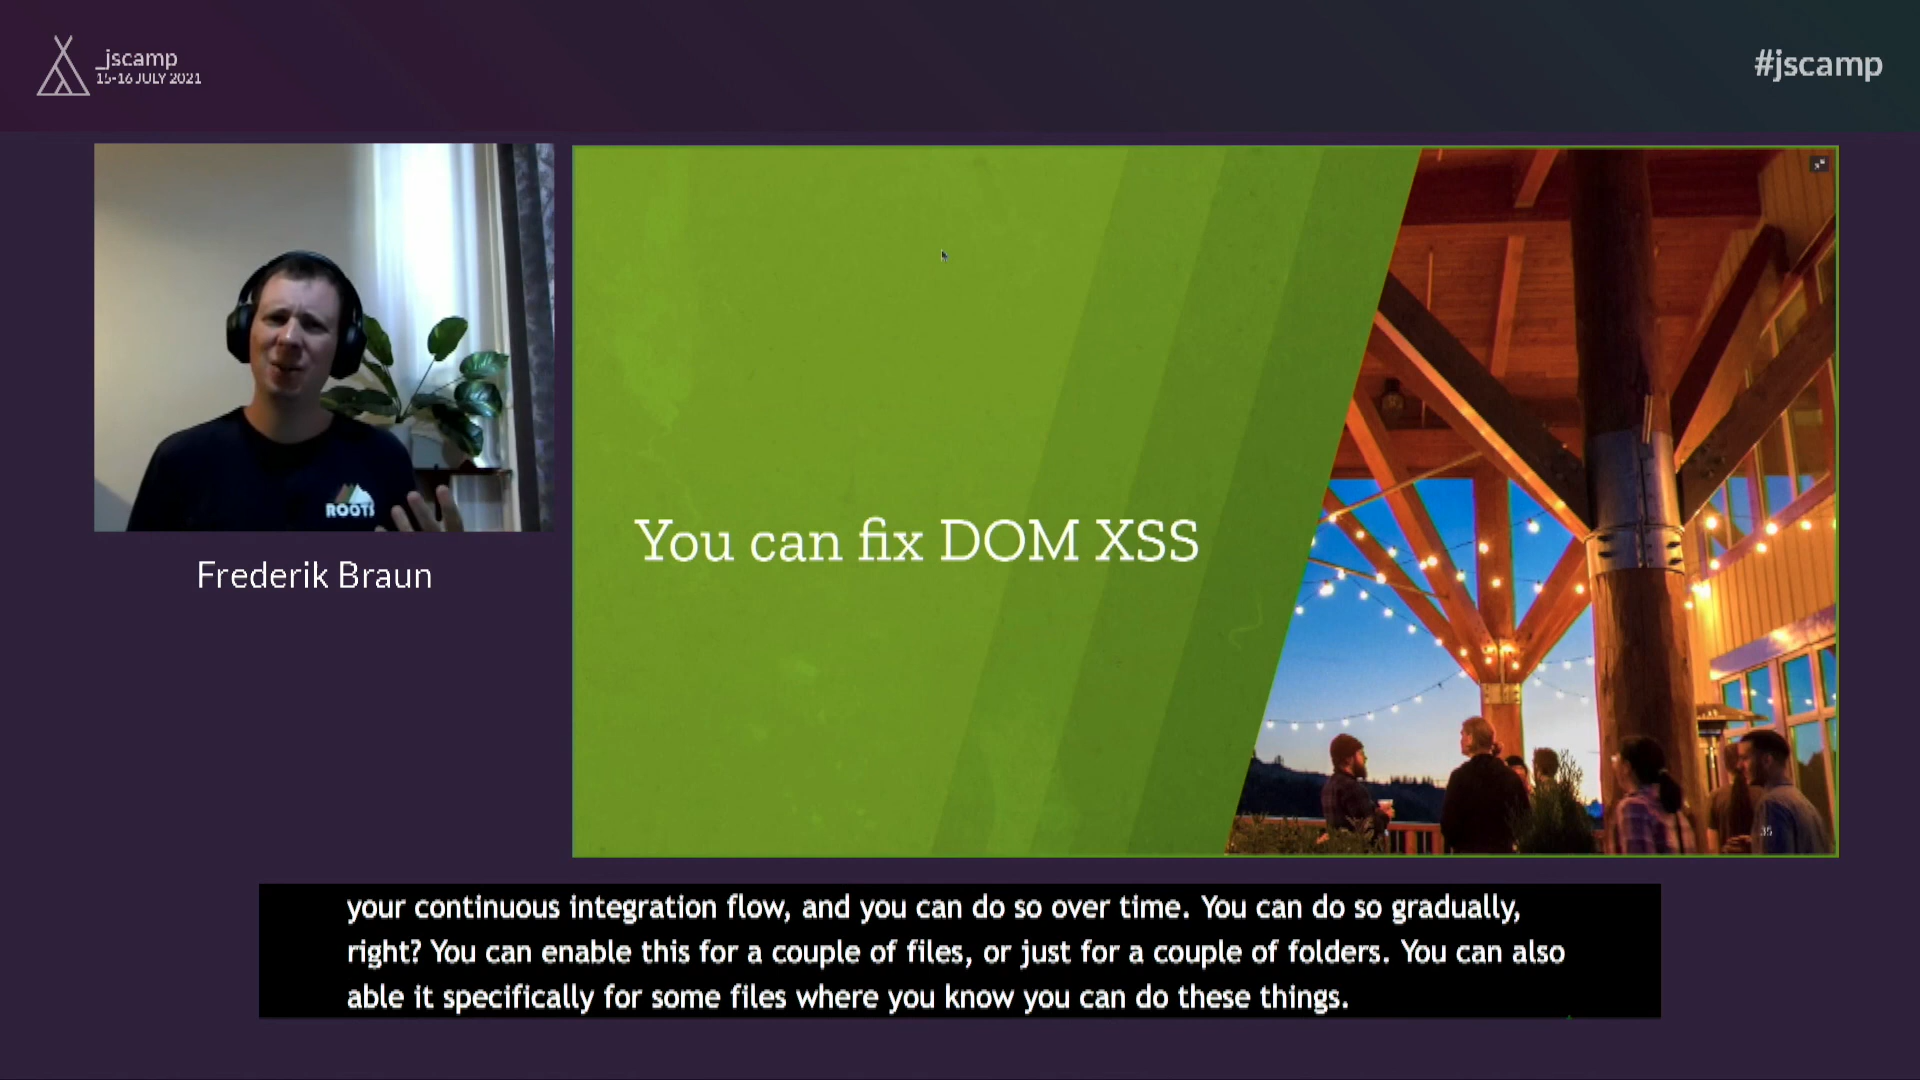 _jscamp
15-16 JULY 2021
#jscamp
ROOTS
Frederik Braun
You can fix DOM XSS
35
your continuous integration flow, and you can do so over time. You can do so gradually,
right? You can enable this for a couple of files, or just for a couple of folders. You can also
able it specifically for some files where you know you can do these things.